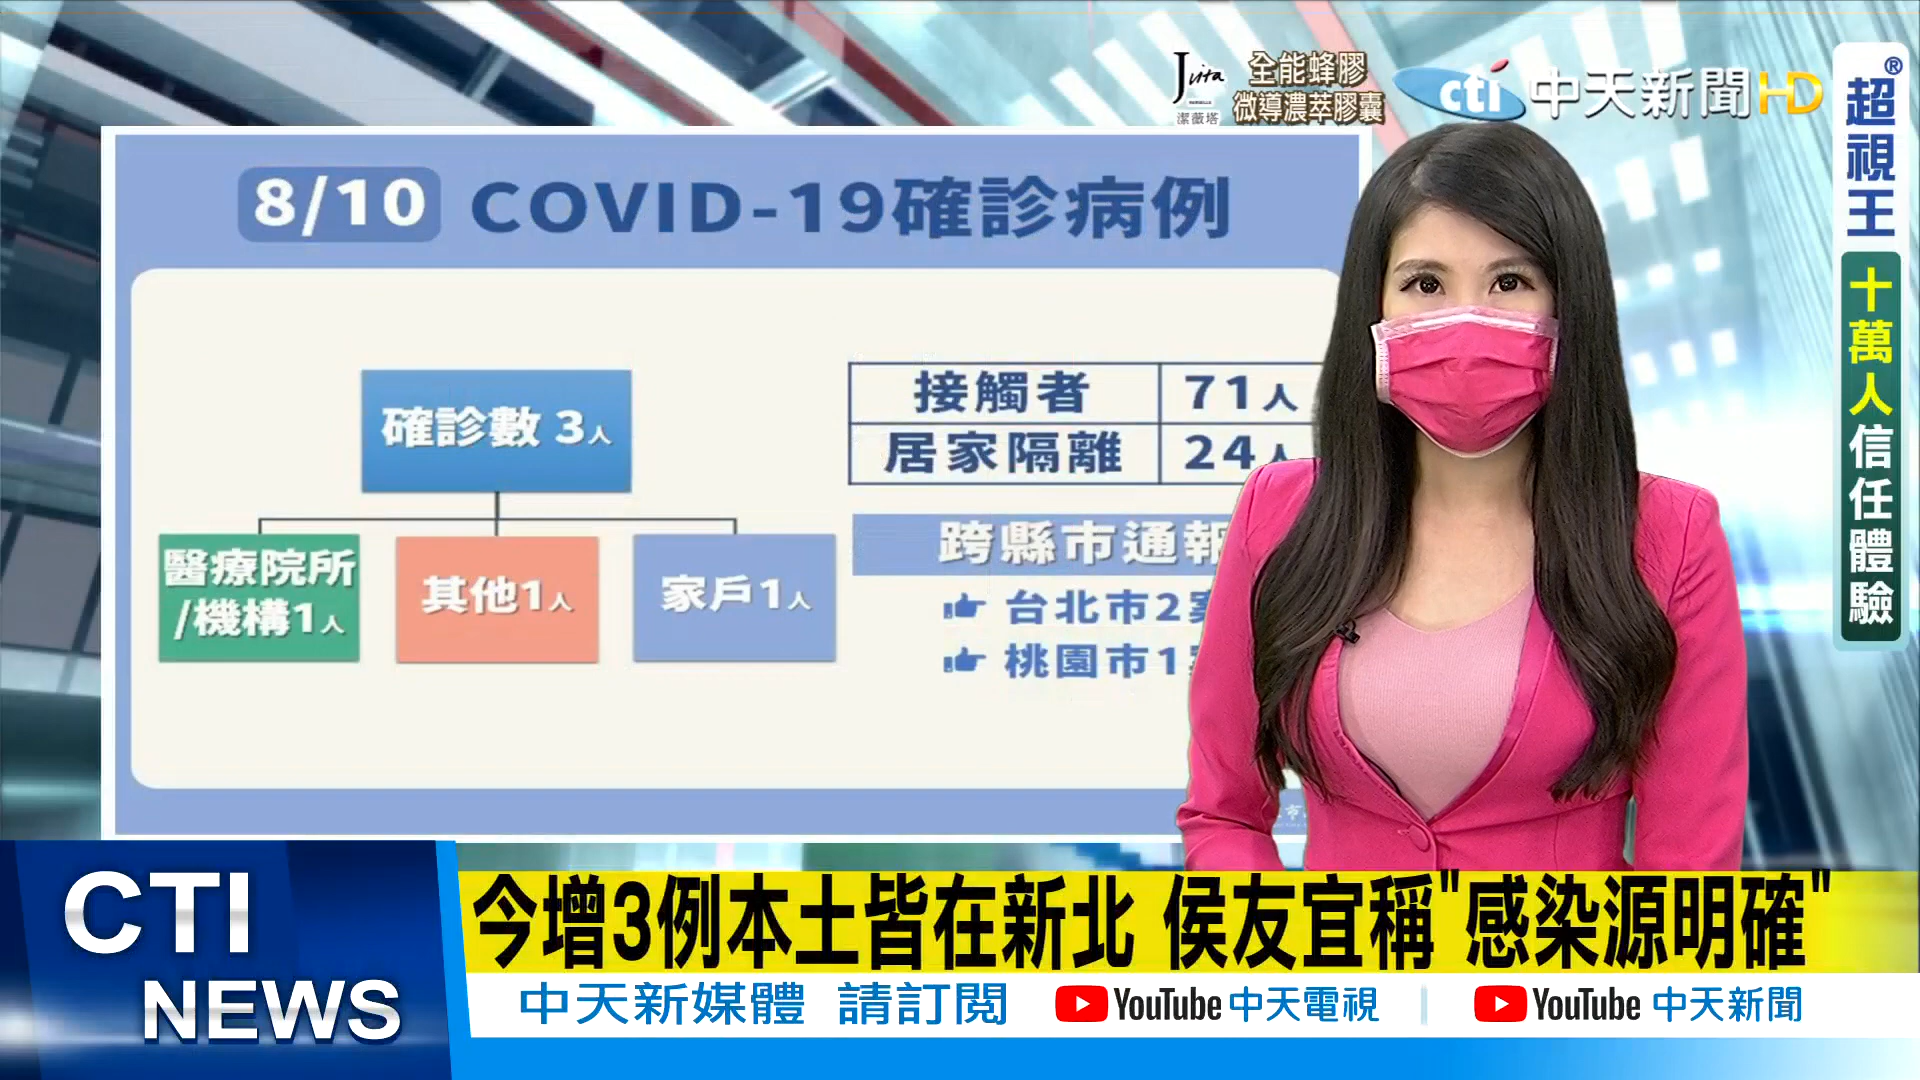 Jvita
潔薇塔
全能蜂膠
微導濃萃膠囊
cti 中天新聞HD
超視王®
十萬人信任體驗
8/10 COVID-19確診病例
確診數 3人
醫療院所
/機構1人
其他1人
家戶1人
接觸者 71人
居家隔離 24人
跨縣市通報
台北市2案
桃園市1
CTI
NEWS
今增3例本土皆在新北 侯友宜稱"感染源明確"
中天新媒體 請訂閱 YouTube 中天電視 | YouTube 中天新聞